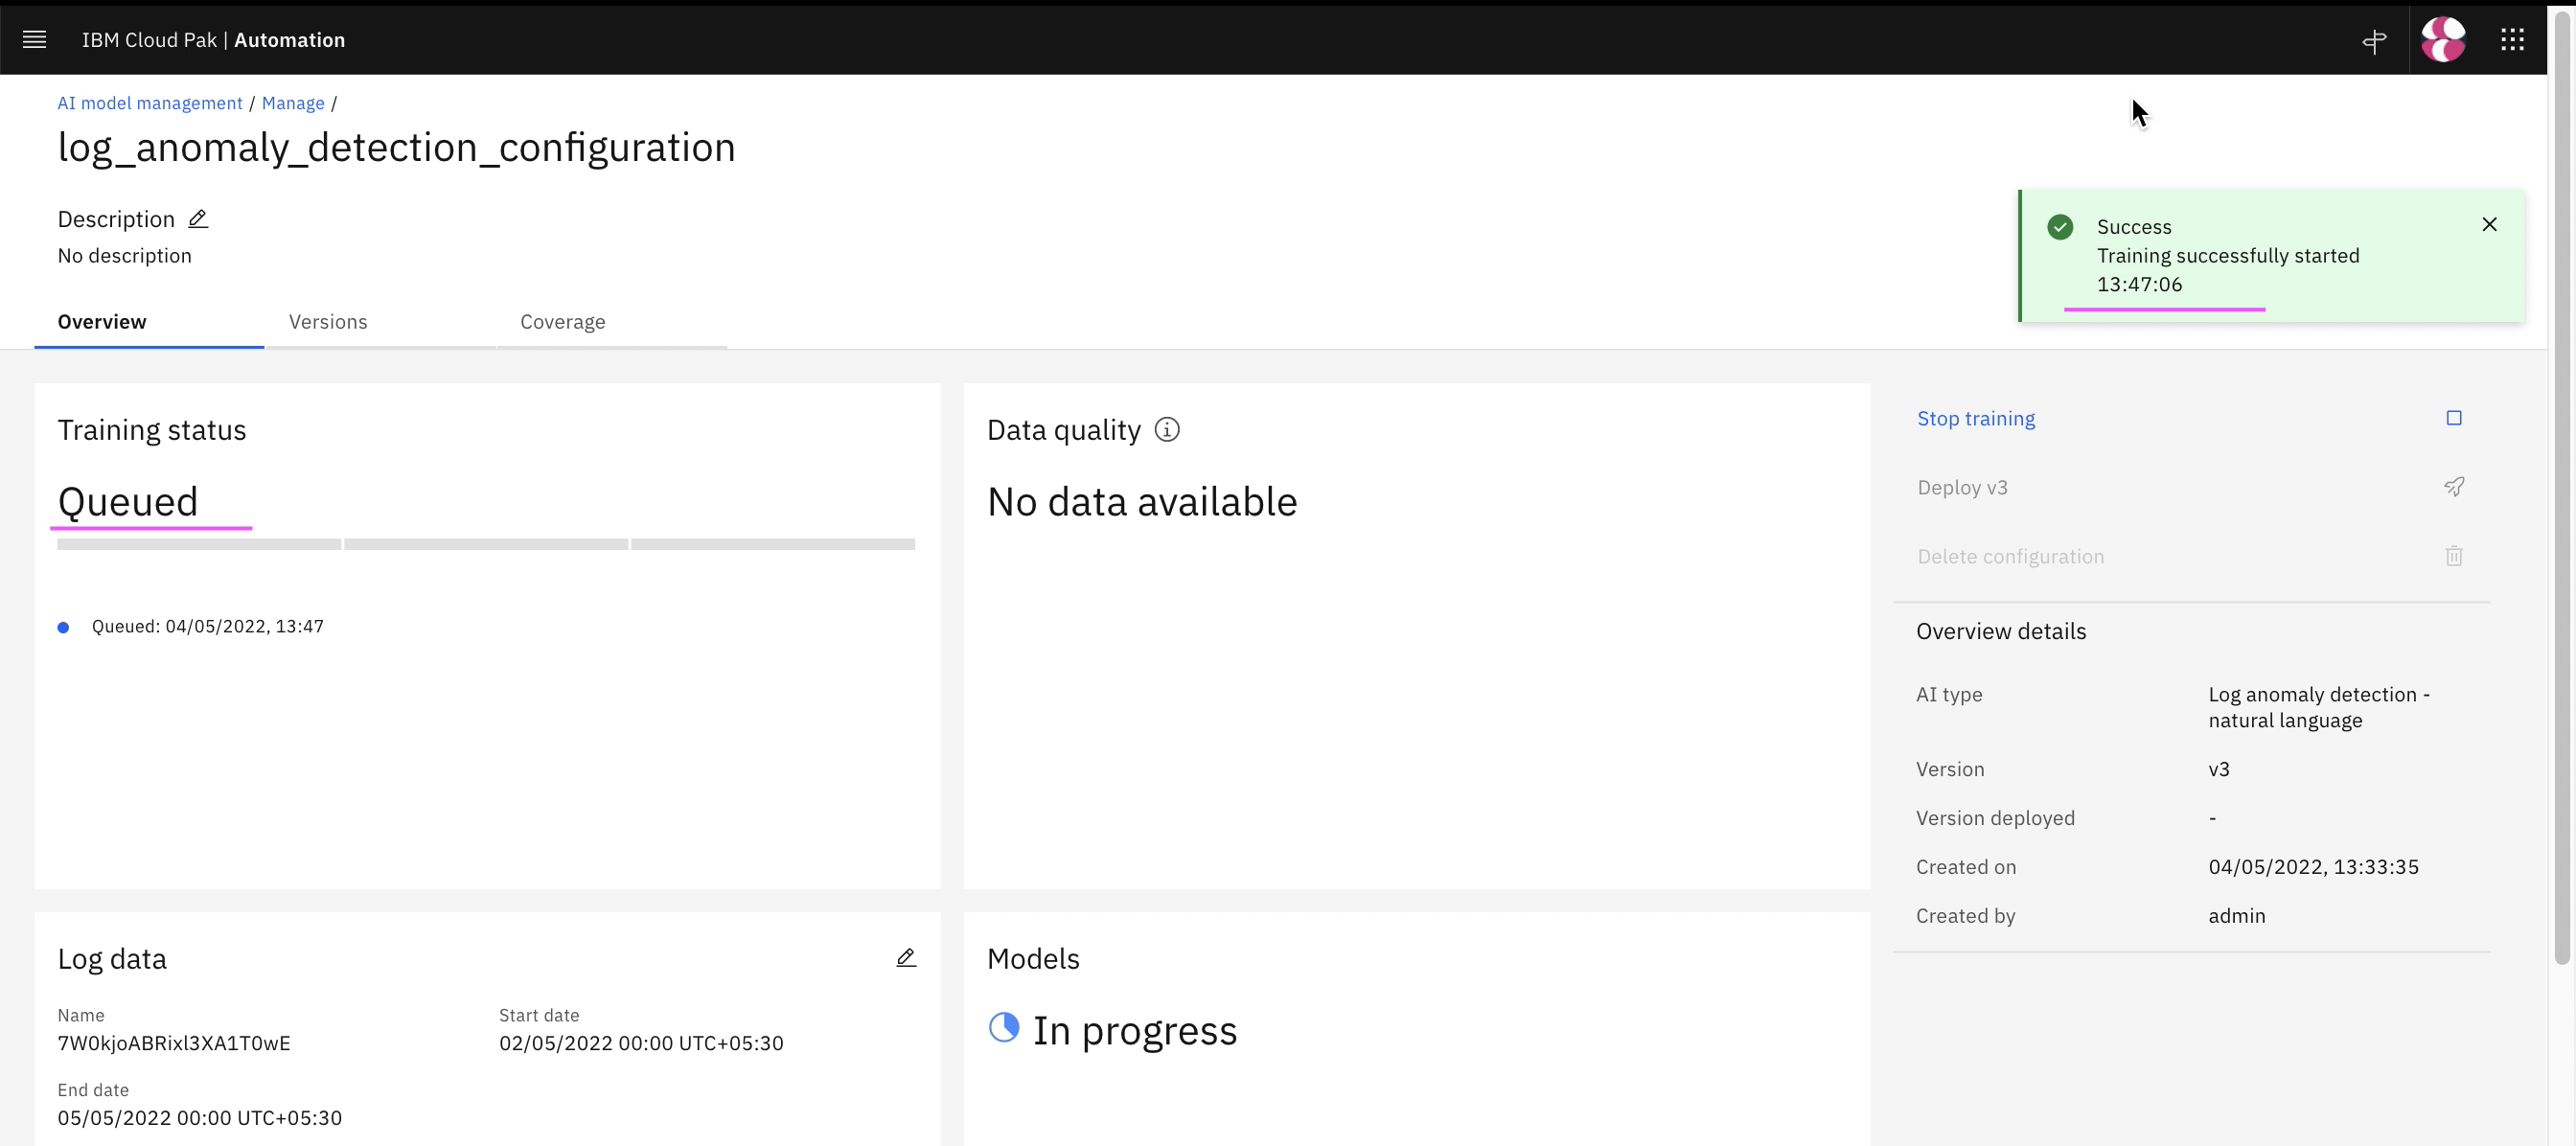 IBM Cloud Pak | Automation
AI model management / Manage /
log_anomaly_detection_configuration
Description
No description
Success
Training successfully started
13:47:06
Overview
Versions
Coverage
Training status
Queued
Queued: 04/05/2022, 13:47
Data quality
No data available
Stop training
Deploy v3
Delete configuration
Overview details
AI type
Log anomaly detection -
natural language
Version
v3
Version deployed
-
Created on
04/05/2022, 13:33:35
Created by
admin
Log data
Name
7W0kjoABRixl3XA1T0wE
Start date
02/05/2022 00:00 UTC+05:30
End date
05/05/2022 00:00 UTC+05:30
Models
In progress